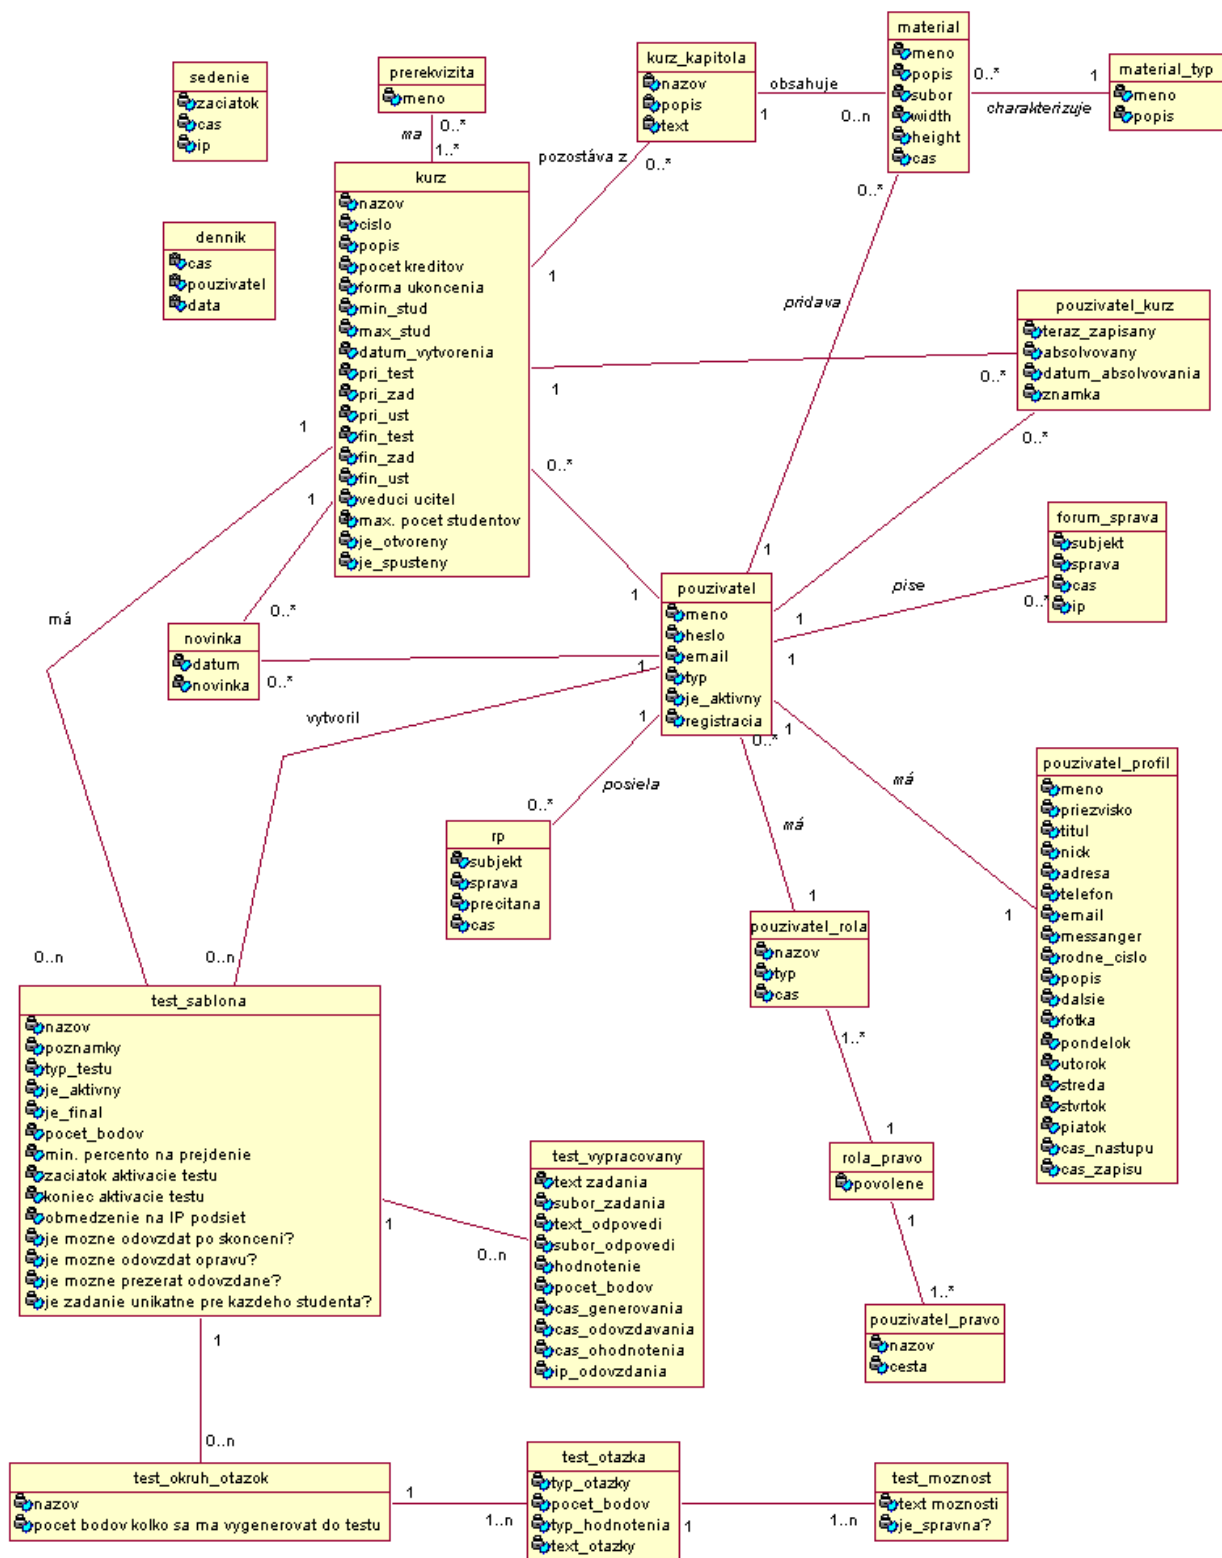 material
meno
popis
subor
width
height
cas
kurz_kapitola
nazov
popis
text
obsahuje
1
0..n
0..*
1
charakterizuje
material_typ
meno
popis
sedenie
zaciatok
cas
ip
prerekvizita
meno
ma
0..*
1..*
pozostáva z
0..*
1
kurz
nazov
cislo
popis
pocet kreditov
forma ukoncenia
min_stud
max_stud
datum_vytvorenia
pri_test
pri_zad
pri_ust
fin_test
fin_zad
fin_ust
veduci ucitel
max. pocet studentov
je_otvoreny
je_spusteny
dennik
cas
pouzivatel
data
0..*
pridava
1
pouzivatel_kurz
teraz_zapisany
absolvovany
datum_absolvovania
znamka
1
0..*
0..*
1
0..*
1
1
1
forum_sprava
subjekt
sprava
cas
ip
pise
0..*
1
pouzivatel
meno
heslo
email
typ
je_aktivny
registracia
má
0..*
novinka
datum
novinka
0..*
1
vytvoril
1
posiela
0..*
rp
subjekt
sprava
precitana
cas
0..*
má
1
1
má
1
pouzivatel_profil
meno
priezvisko
titul
nick
adresa
telefon
email
messanger
rodne_cislo
popis
dalsie
fotka
pondelok
utorok
streda
stvrtok
piatok
cas_nastupu
cas_zapisu
pouzivatel_rola
nazov
typ
cas
1..*
1
rola_pravo
povolene
1
1..*
pouzivatel_pravo
nazov
cesta
0..n
0..n
test_sablona
nazov
poznamky
typ_testu
je_aktivny
je_final
pocet_bodov
min. percento na prejdenie
zaciatok aktivacie testu
koniec aktivacie testu
obmedzenie na IP podsiet
je mozne odovzdat po skonceni?
je mozne odovzdat opravu?
je mozne prezerat odovzdane?
je zadanie unikatne pre kazdeho studenta?
1
0..n
test_vypracovany
text zadania
subor_zadania
text_odpovedi
subor_odpovedi
hodnotenie
pocet_bodov
cas_generovania
cas_odovzdavania
cas_ohodnotenia
ip_odovzdania
1
0..n
test_okruh_otazok
nazov
pocet bodov kolko sa ma vygenerovat do testu
1
1..n
test_otazka
typ_otazky
pocet_bodov
typ_hodnotenia
text_otazky
1
1..n
test_moznost
text moznosti
je_spravna?